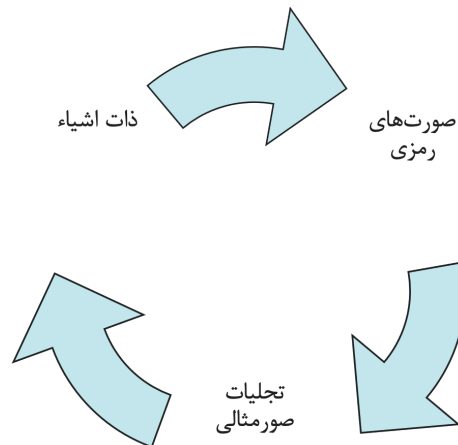 صورت‌های
رمزی
ذات اشیاء
تجلیات
صورمثالی